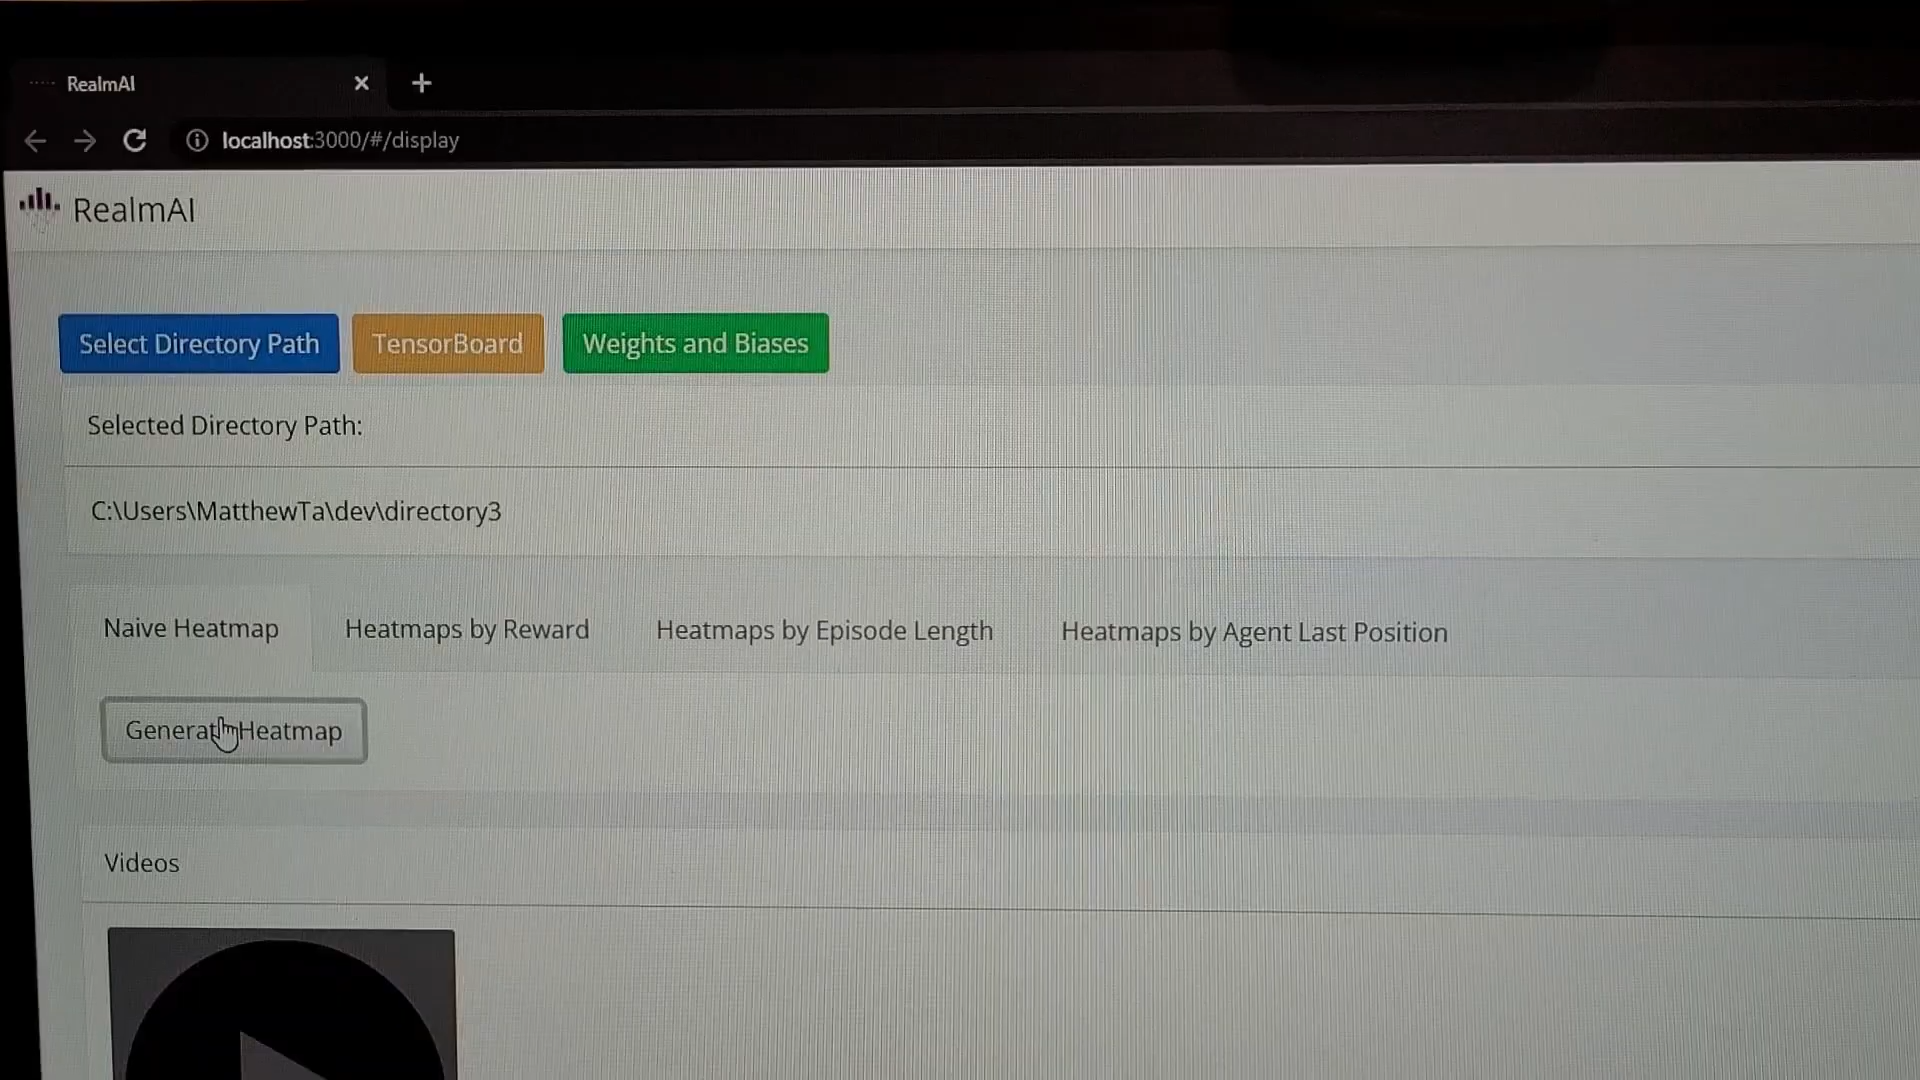 RealmAI
localhost:3000/#/display
RealmAI
Select Directory Path TensorBoard Weights and Biases
Selected Directory Path:
C:\Users\MatthewTa\dev\directory3
Naive Heatmap Heatmaps by Reward Heatmaps by Episode Length Heatmaps by Agent Last Position
Generate Heatmap
Videos